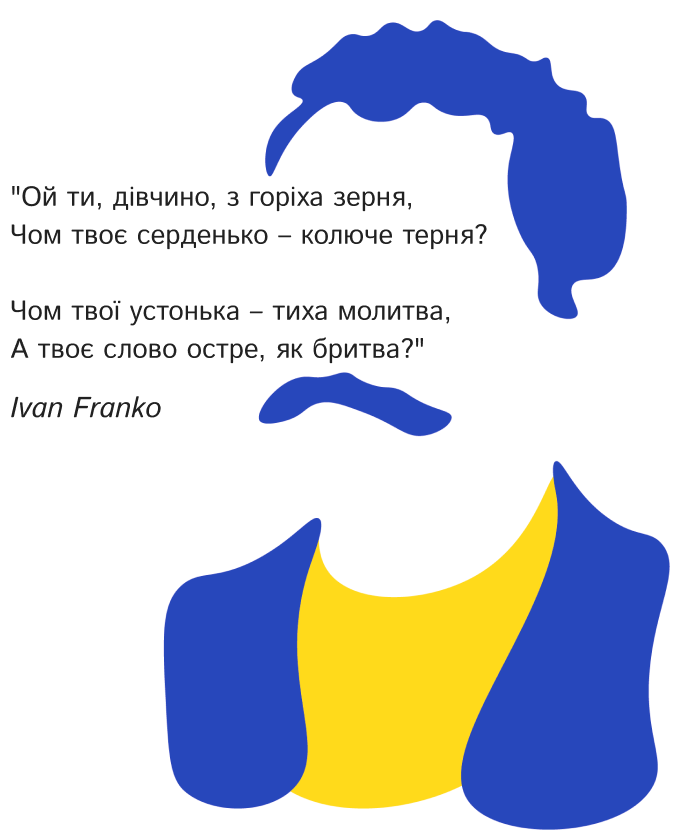 "Ой ти, дівчино, з горіха зерня,
Чом твоє серденько – колюче терня?
Чом твої устонька – тиха молитва,
А твоє слово остре, як бритва?"
Ivan Franko